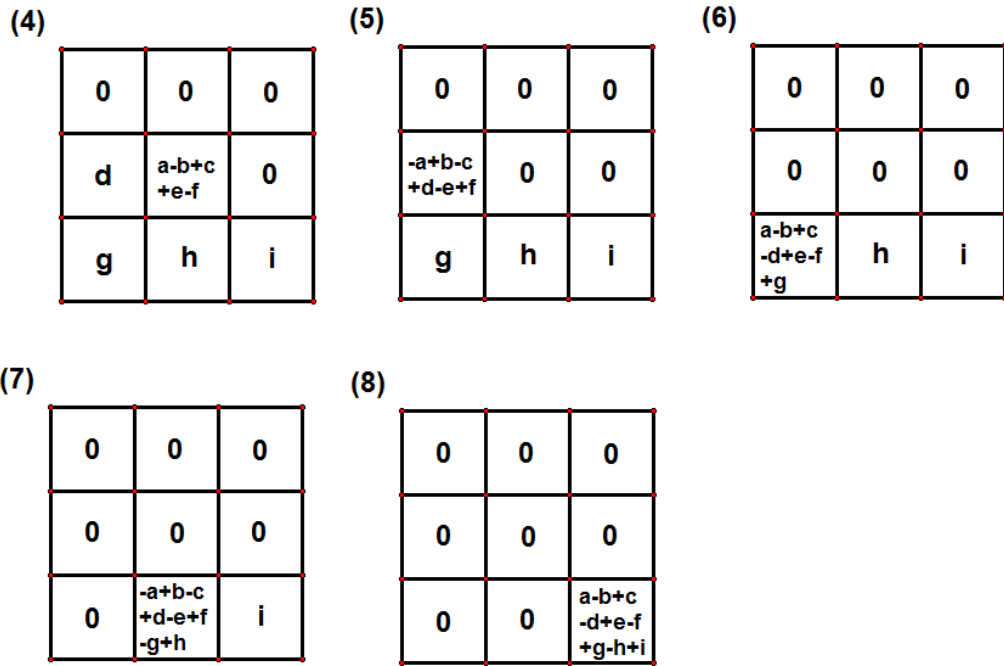 (4) (5) (6)
0 0 0
d a-b+c
+e-f 0
g h i
0 0 0
-a+b-c
+d-e+f 0 0
g h i
0 0 0
0 0 0
a-b+c
-d+e-f
+g h i
(7) (8)
0 0 0
0 0 0
0 -a+b-c
+d-e+f
-g+h i
0 0 0
0 0 0
0 0 a-b+c
-d+e-f
+g-h+i